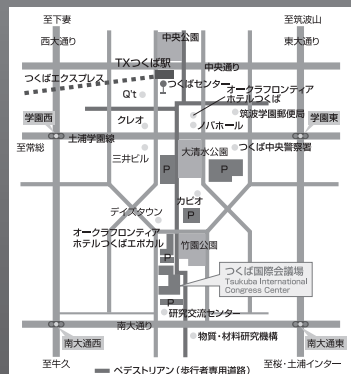 至下妻
至筑波山
西大通り
中央公園
東大通り
TXつくば駅
中央通り
つくばエクスプレス
つくばセンター
オークラフロンティア
ホテルつくば
Q't
筑波学園郵便局
学園西
クレオ
ノバホール
学園東
土浦学園線
至常総
大清水公園
つくば中央警察署
三井ビル
P
P
カピオ
デイズタウン
P
オークラフロンティア
ホテルつくばエポカル
竹園公園
P
つくば国際会議場
Tsukuba International
Congress Center
P
研究交流センター
南大通り
南大通西
物質・材料研究機構
南大通東
至牛久
至桜・土浦インター
ペデストリアン(歩行者専用道路)